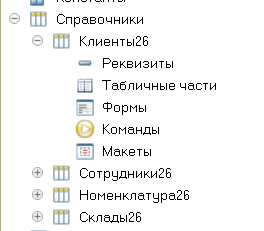 Константы
Справочники
Клиенты26
Реквизиты
Табличные части
Формы
Команды
Макеты
Сотрудники26
Номенклатура26
Склады26